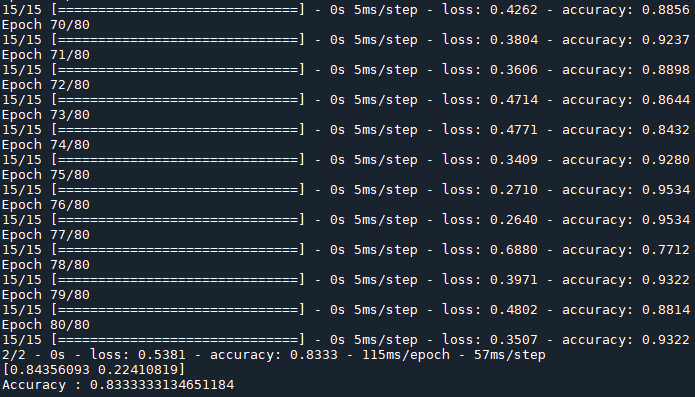 15/15 [==============================] - 0s 5ms/step - loss: 0.4262 - accuracy: 0.8856
Epoch 70/80
15/15 [==============================] - 0s 5ms/step - loss: 0.3804 - accuracy: 0.9237
Epoch 71/80
15/15 [==============================] - 0s 5ms/step - loss: 0.3606 - accuracy: 0.8898
Epoch 72/80
15/15 [==============================] - 0s 5ms/step - loss: 0.4714 - accuracy: 0.8644
Epoch 73/80
15/15 [==============================] - 0s 5ms/step - loss: 0.4771 - accuracy: 0.8432
Epoch 74/80
15/15 [==============================] - 0s 5ms/step - loss: 0.3409 - accuracy: 0.9280
Epoch 75/80
15/15 [==============================] - 0s 5ms/step - loss: 0.2710 - accuracy: 0.9534
Epoch 76/80
15/15 [==============================] - 0s 5ms/step - loss: 0.2640 - accuracy: 0.9534
Epoch 77/80
15/15 [==============================] - 0s 5ms/step - loss: 0.6880 - accuracy: 0.7712
Epoch 78/80
15/15 [==============================] - 0s 5ms/step - loss: 0.3971 - accuracy: 0.9322
Epoch 79/80
15/15 [==============================] - 0s 5ms/step - loss: 0.4802 - accuracy: 0.8814
Epoch 80/80
15/15 [==============================] - 0s 5ms/step - loss: 0.3507 - accuracy: 0.9322
2/2 - 0s - loss: 0.5381 - accuracy: 0.8333 - 115ms/epoch - 57ms/step
[0.84356093 0.22410819]
Accuracy : 0.8333333134651184